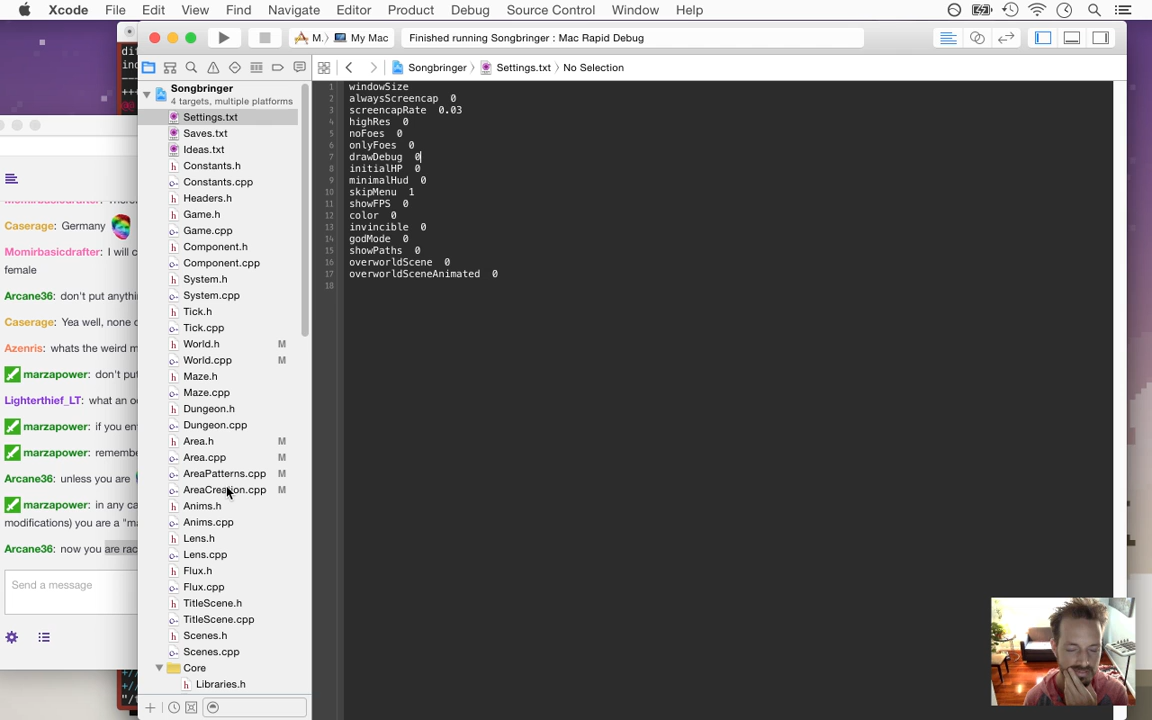 Xcode File Edit View Find Navigate Editor Product Debug Source Control Window Help
M. My Mac Finished running Songbringer : Mac Rapid Debug
Songbringer Settings.txt No Selection
Songbringer
4 targets, multiple platforms
Settings.txt
Saves.txt
Ideas.txt
Constants.h
Constants.cpp
Headers.h
Game.h
Game.cpp
Component.h
Component.cpp
System.h
System.cpp
Tick.h
Tick.cpp
World.h M
World.cpp M
Maze.h
Maze.cpp
Dungeon.h
Dungeon.cpp
Area.h M
Area.cpp M
AreaPatterns.cpp M
AreaCreation.cpp M
Anims.h
Anims.cpp
Lens.h
Lens.cpp
Flux.h
Flux.cpp
TitleScene.h
TitleScene.cpp
Scenes.h
Scenes.cpp
Core
Libraries.h
1 windowSize
2 alwaysScreencap 0
3 screencapRate 0.03
4 highRes 0
5 noFoes 0
6 onlyFoes 0
7 drawDebug 0
8 initialHP 0
9 minimalHud 0
10 skipMenu 1
11 showFPS 0
12 color 0
13 invincible 0
14 godMode 0
15 showPaths 0
16 overworldScene 0
17 overworldSceneAnimated 0
18
Caserage: Germany
Momirbasicdrafter: I will c
female
Arcane36: don't put anythi
Caserage: Yea well, none o
Azenris: whats the weird m
marzapower: don't put
Lighterthief_LT: what an o
marzapower: if you en
marzapower: remembe
Arcane36: unless you are
marzapower: in any ca
modifications) you are a "m
Arcane36: now you are rac
Send a message